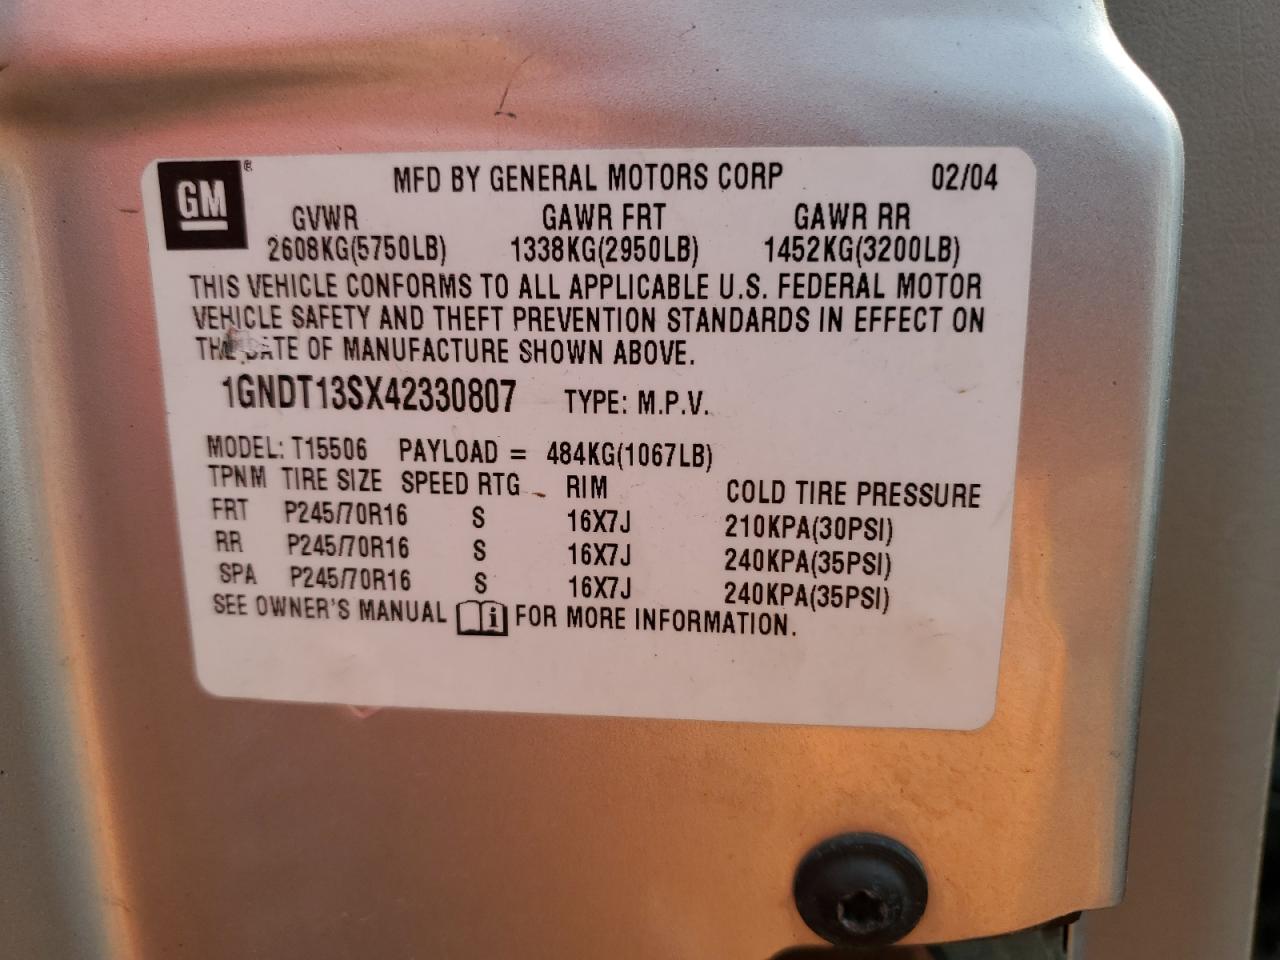 GM ® MFD BY GENERAL MOTORS CORP 02/04
GVWR GAWR FRT GAWR RR
2608KG(5750LB) 1338KG(2950LB) 1452KG(3200LB)
THIS VEHICLE CONFORMS TO ALL APPLICABLE U.S. FEDERAL MOTOR
VEHICLE SAFETY AND THEFT PREVENTION STANDARDS IN EFFECT ON
THE DATE OF MANUFACTURE SHOWN ABOVE.
1GNDT13SX42330807 TYPE: M.P.V.
MODEL: T15506 PAYLOAD = 484KG(1067LB)
TPNM TIRE SIZE SPEED RTG RIM COLD TIRE PRESSURE
FRT P245/70R16 S 16X7J 210KPA(30PSI)
RR P245/70R16 S 16X7J 240KPA(35PSI)
SPA P245/70R16 S 16X7J 240KPA(35PSI)
SEE OWNER'S MANUAL i FOR MORE INFORMATION.